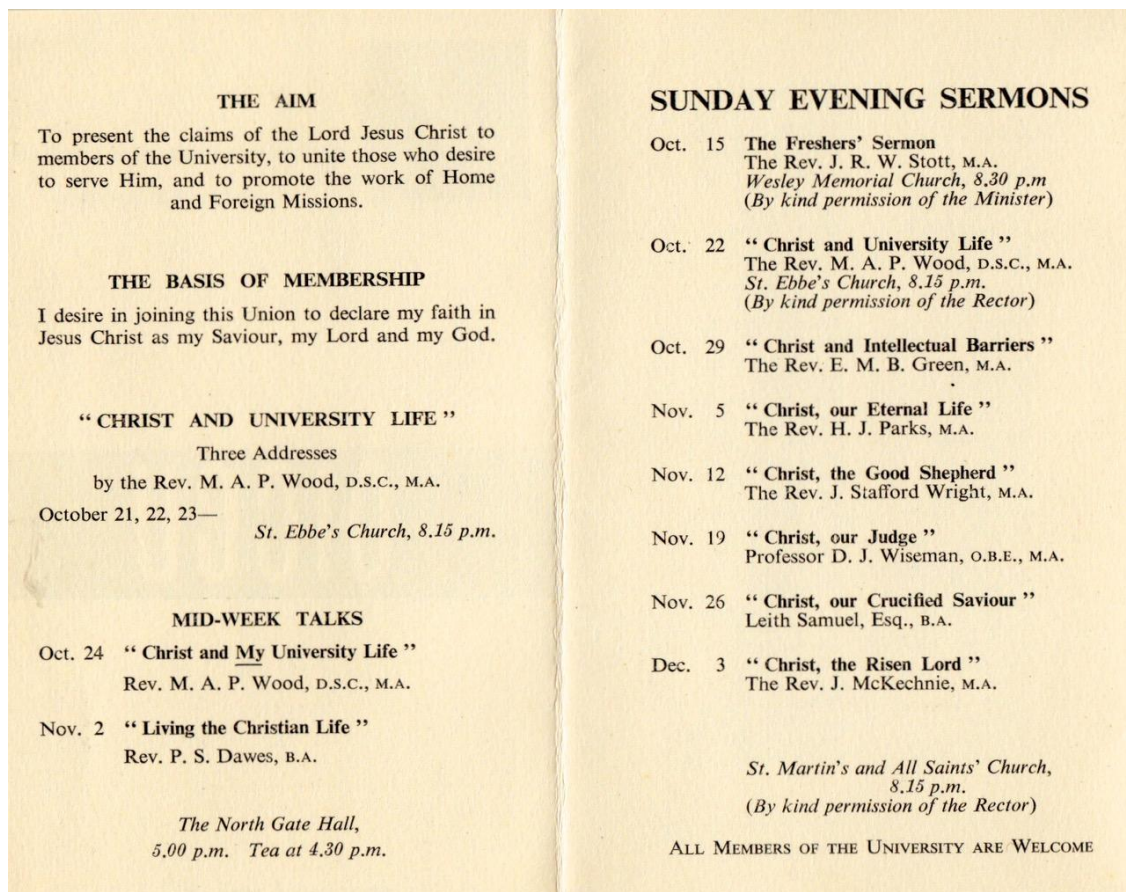 THE AIM
To present the claims of the Lord Jesus Christ to
members of the University, to unite those who desire
to serve Him, and to promote the work of Home
and Foreign Missions.
THE BASIS OF MEMBERSHIP
I desire in joining this Union to declare my faith in
Jesus Christ as my Saviour, my Lord and my God.
“ CHRIST AND UNIVERSITY LIFE ”
Three Addresses
by the Rev. M. A. P. Wood, D.S.C., M.A.
October 21, 22, 23—
St. Ebbe's Church, 8.15 p.m.
MID-WEEK TALKS
Oct. 24 “ Christ and My University Life ”
Rev. M. A. P. Wood, D.S.C., M.A.
Nov. 2 “ Living the Christian Life ”
Rev. P. S. Dawes, B.A.
The North Gate Hall,
5.00 p.m. Tea at 4.30 p.m.
SUNDAY EVENING SERMONS
Oct. 15 The Freshers' Sermon
The Rev. J. R. W. Stott, M.A.
Wesley Memorial Church, 8.30 p.m
(By kind permission of the Minister)
Oct. 22 “ Christ and University Life ”
The Rev. M. A. P. Wood, D.S.C., M.A.
St. Ebbe's Church, 8.15 p.m.
(By kind permission of the Rector)
Oct. 29 “ Christ and Intellectual Barriers ”
The Rev. E. M. B. Green, M.A.
Nov. 5 “ Christ, our Eternal Life ”
The Rev. H. J. Parks, M.A.
Nov. 12 “ Christ, the Good Shepherd ”
The Rev. J. Stafford Wright, M.A.
Nov. 19 “ Christ, our Judge ”
Professor D. J. Wiseman, O.B.E., M.A.
Nov. 26 “ Christ, our Crucified Saviour ”
Leith Samuel, Esq., B.A.
Dec. 3 “ Christ, the Risen Lord ”
The Rev. J. McKechnie, M.A.
St. Martin's and All Saints' Church,
8.15 p.m.
(By kind permission of the Rector)
ALL MEMBERS OF THE UNIVERSITY ARE WELCOME